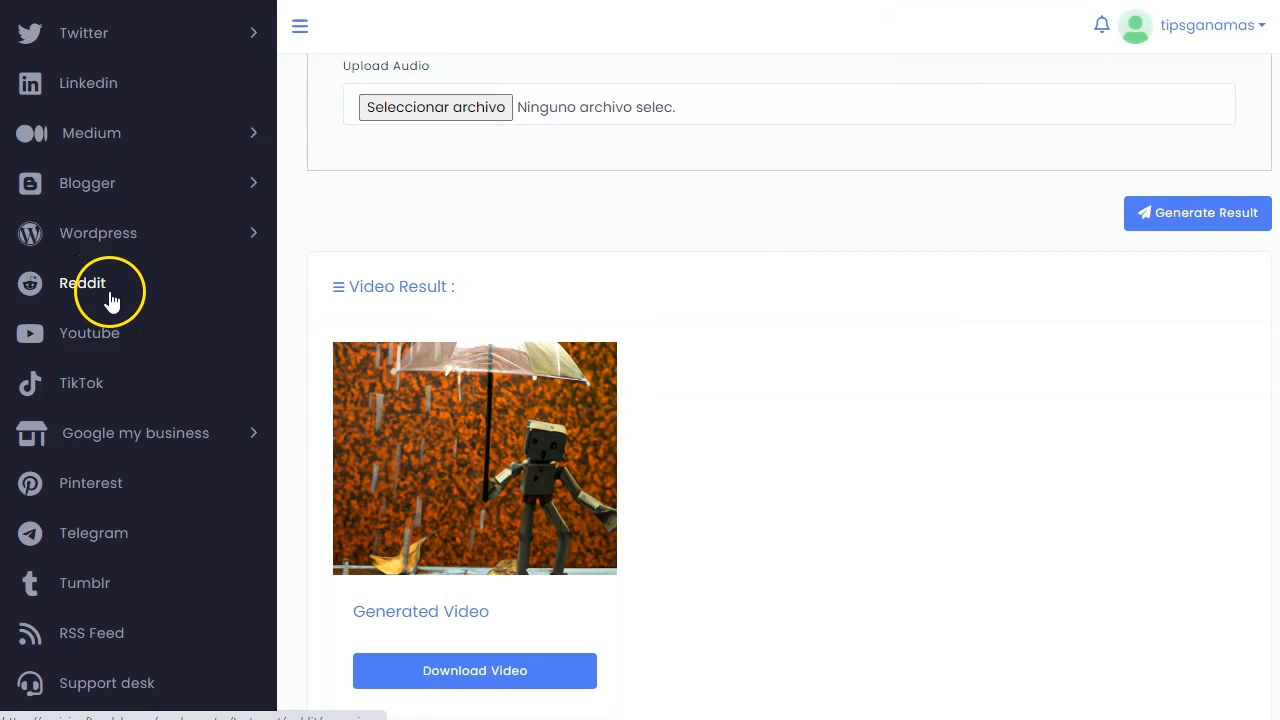 Twitter
Linkedin
Medium
Blogger
Wordpress
Reddit
Youtube
TikTok
Google my business
Pinterest
Telegram
Tumblr
RSS Feed
Support desk
tipsganamas
Upload Audio
Seleccionar archivo Ninguno archivo selec.
Generate Result
Video Result :
Generated Video
Download Video